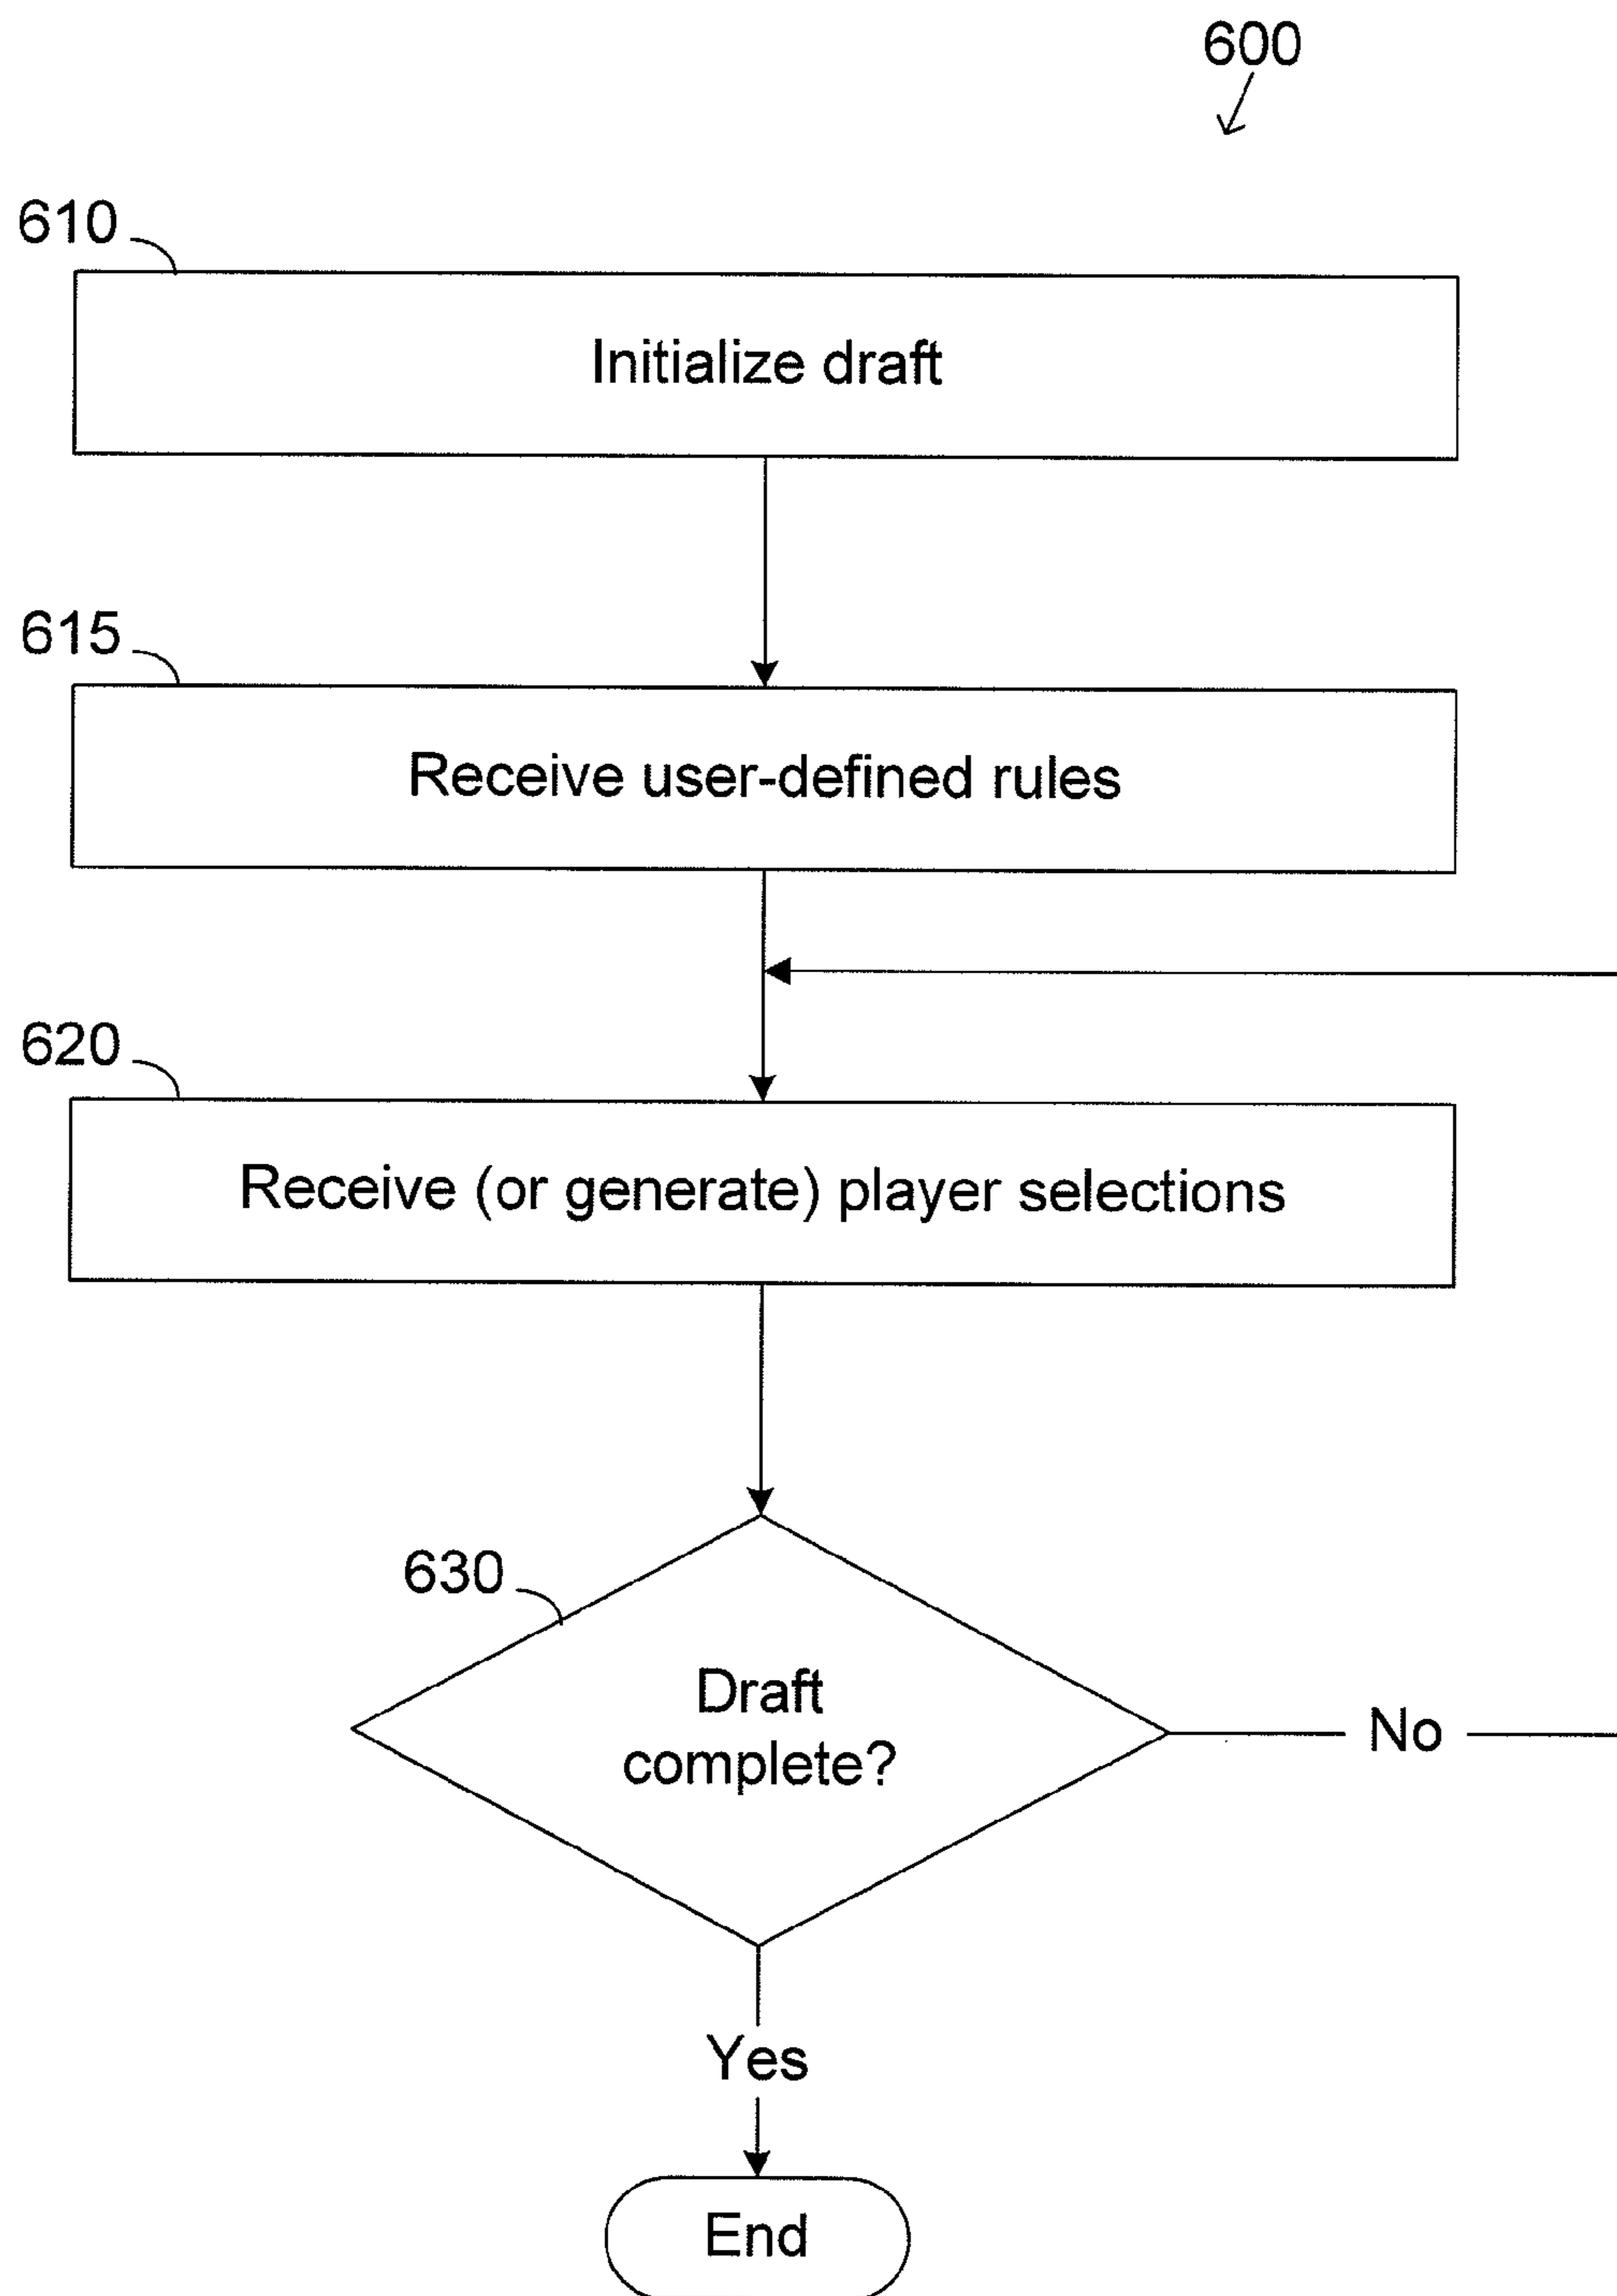 600
610
Initialize draft
615
Receive user-defined rules
620
Receive (or generate) player selections
630
Draft
complete?
No
Yes
End